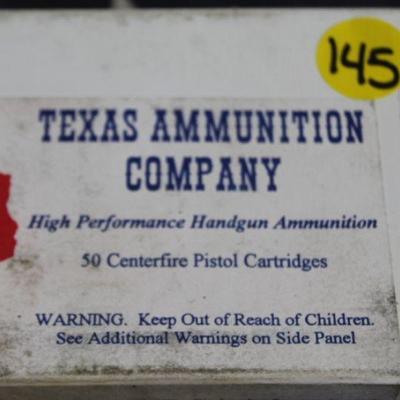 145
TEXAS AMMUNITION
COMPANY
High Performance Handgun Ammunition
50 Centerfire Pistol Cartridges
WARNING. Keep Out of Reach of Children.
See Additional Warnings on Side Panel